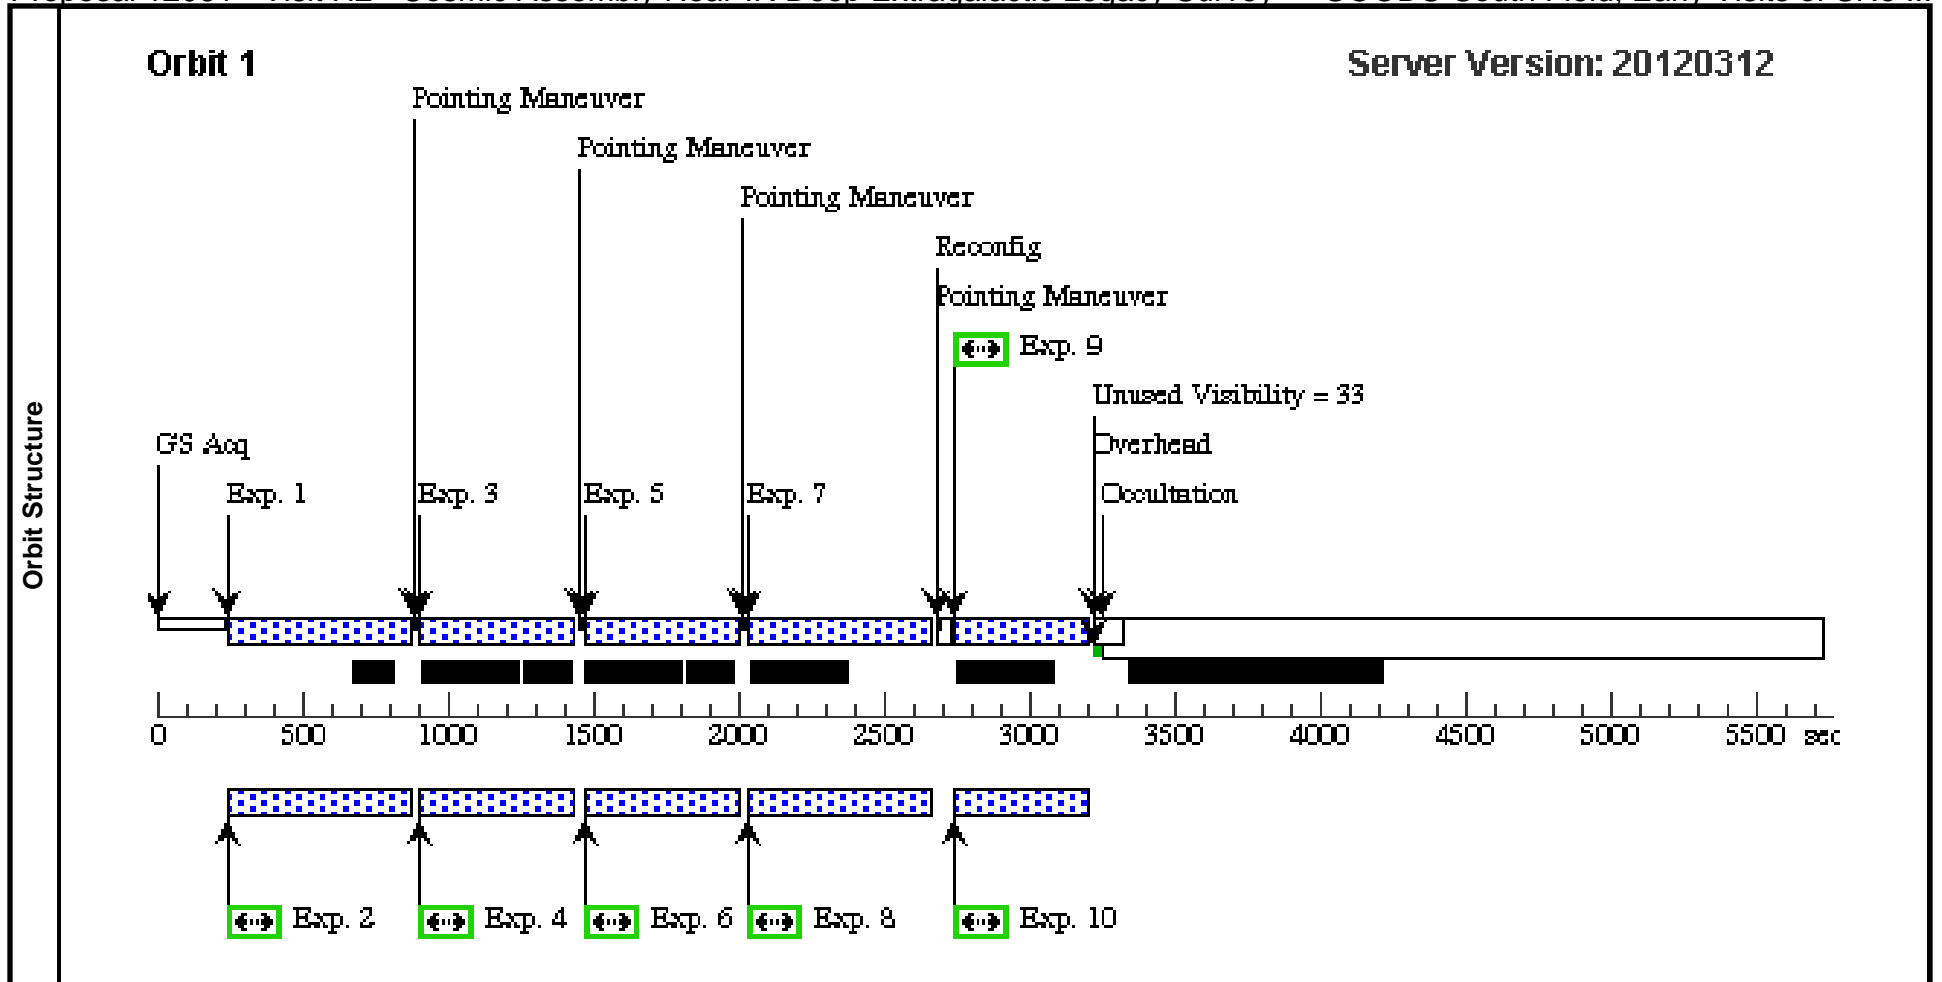 Orbit 1
Server Version: 20120312
Pointing Maneuver
Pointing Maneuver
Pointing Maneuver
Reconfig
Pointing Maneuver
Exp. 9
Unused Visibility = 33
GS Acq
Overhead
Exp. 1
Exp. 3
Exp. 5
Exp. 7
Occultation
Orbit Structure
0 500 1000 1500 2000 2500 3000 3500 4000 4500 5000 5500 sec
Exp. 2
Exp. 4
Exp. 6
Exp. 8
Exp. 10